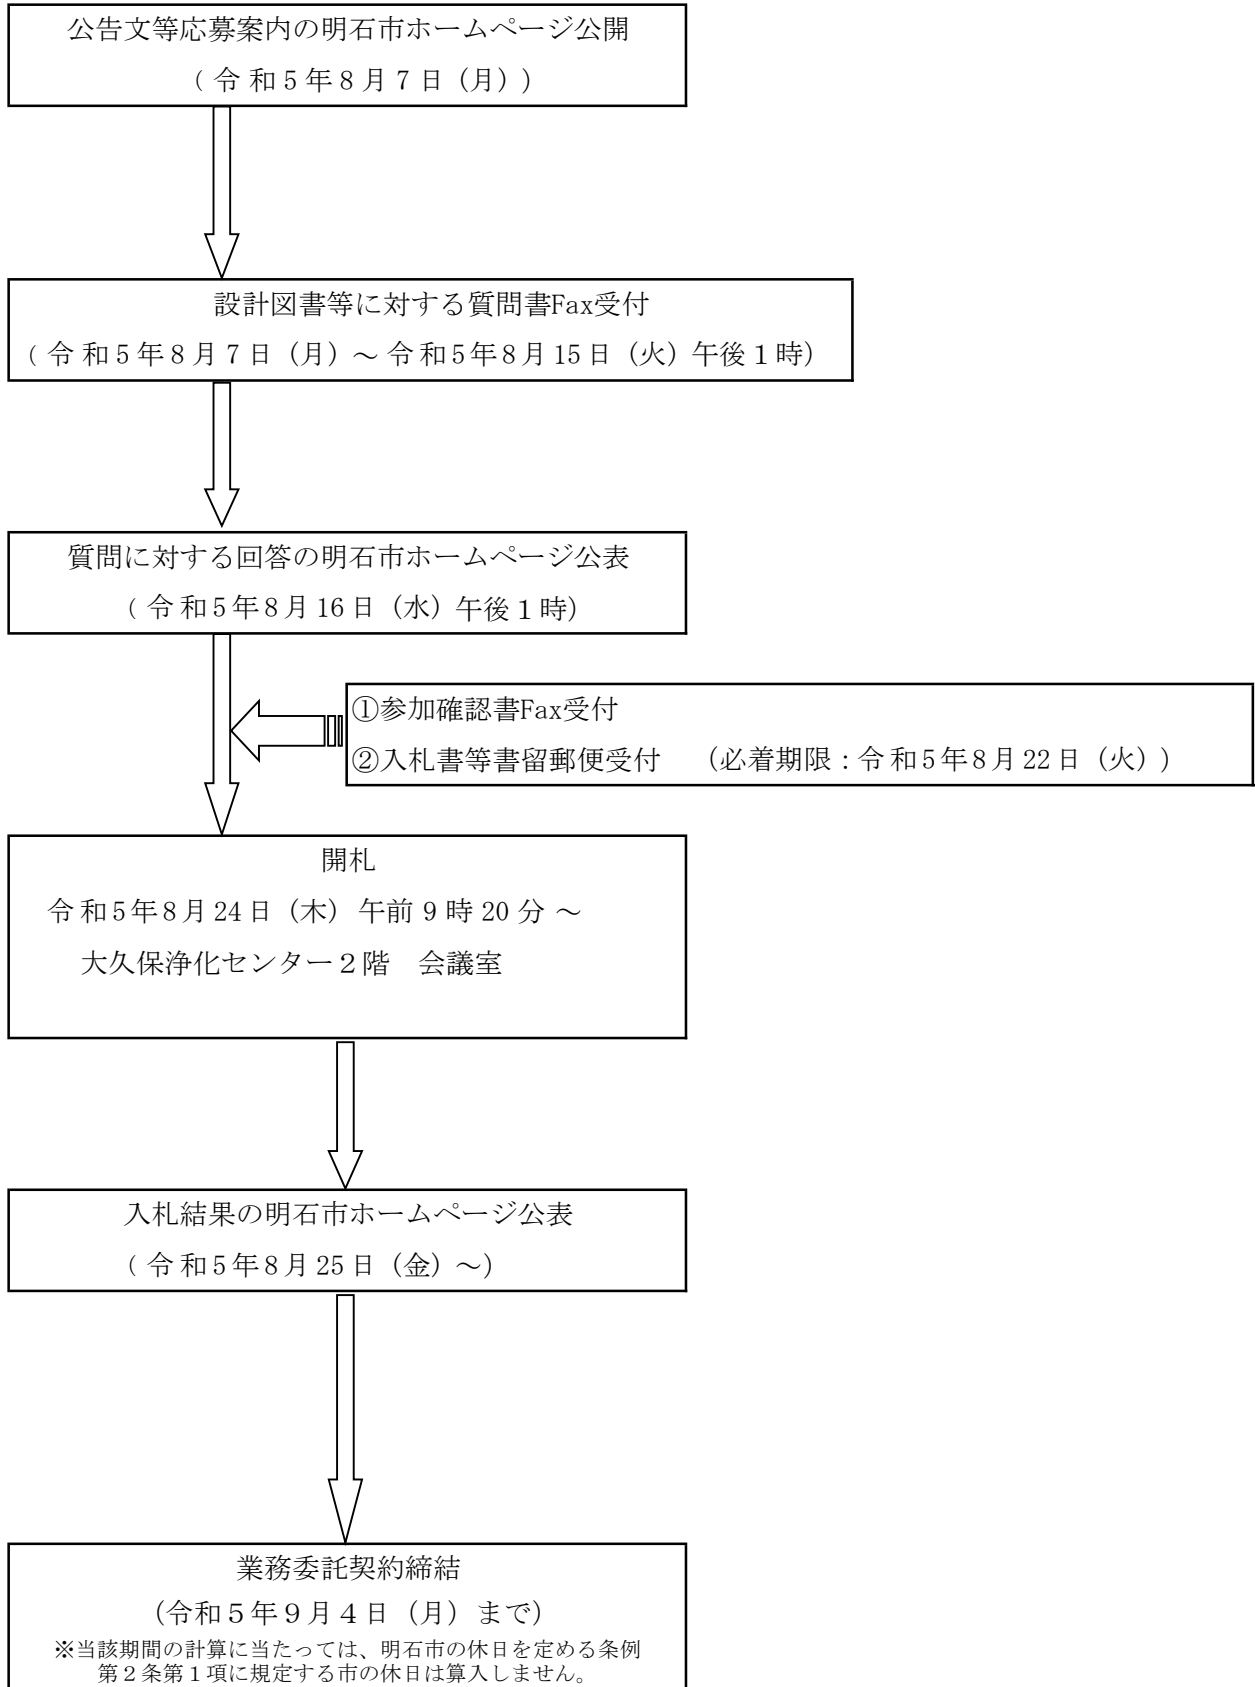 公告文等応募案内の明石市ホームページ公開
(令和5年8月7日(月))
設計図書等に対する質問書Fax受付
(令和5年8月7日(月)～令和5年8月15日(火)午後１時)
質問に対する回答の明石市ホームページ公表
(令和5年8月16日(水)午後１時)
①参加確認書Fax受付
②入札書等書留郵便受付　(必着期限：令和5年8月22日(火))
開札
令和5年8月24日(木)午前9時20分～
大久保浄化センター２階　会議室
入札結果の明石市ホームページ公表
(令和5年8月25日(金)～)
業務委託契約締結
(令和５年９月４日(月)まで)
※当該期間の計算に当たっては、明石市の休日を定める条例
第２条第１項に規定する市の休日は算入しません。